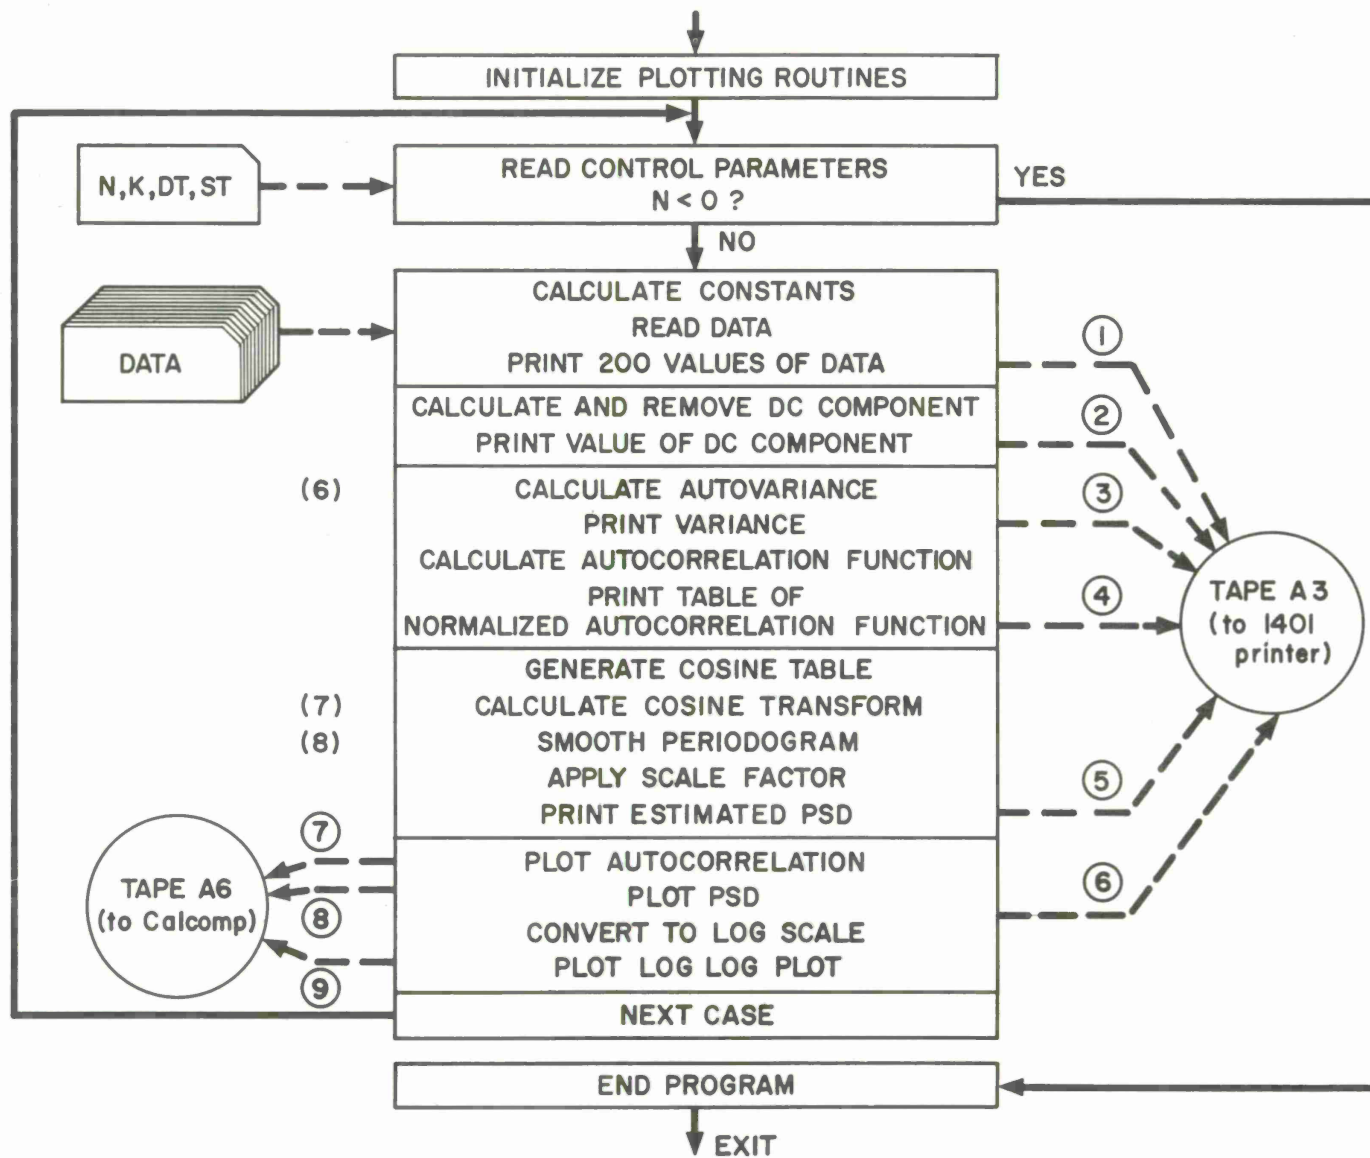 INITIALIZE PLOTTING ROUTINES
N,K,DT,ST
READ CONTROL PARAMETERS
N < O ?
YES
NO
DATA
CALCULATE CONSTANTS
READ DATA
PRINT 200 VALUES OF DATA
1
CALCULATE AND REMOVE DC COMPONENT
PRINT VALUE OF DC COMPONENT
2
(6)
CALCULATE AUTOVARIANCE
PRINT VARIANCE
3
CALCULATE AUTOCORRELATION FUNCTION
PRINT TABLE OF
NORMALIZED AUTOCORRELATION FUNCTION
4
TAPE A3
(to 1401
printer)
GENERATE COSINE TABLE
(7)
CALCULATE COSINE TRANSFORM
(8)
SMOOTH PERIODOGRAM
APPLY SCALE FACTOR
PRINT ESTIMATED PSD
5
7
8
9
TAPE A6
(to Calcomp)
PLOT AUTOCORRELATION
PLOT PSD
CONVERT TO LOG SCALE
PLOT LOG LOG PLOT
6
NEXT CASE
END PROGRAM
EXIT